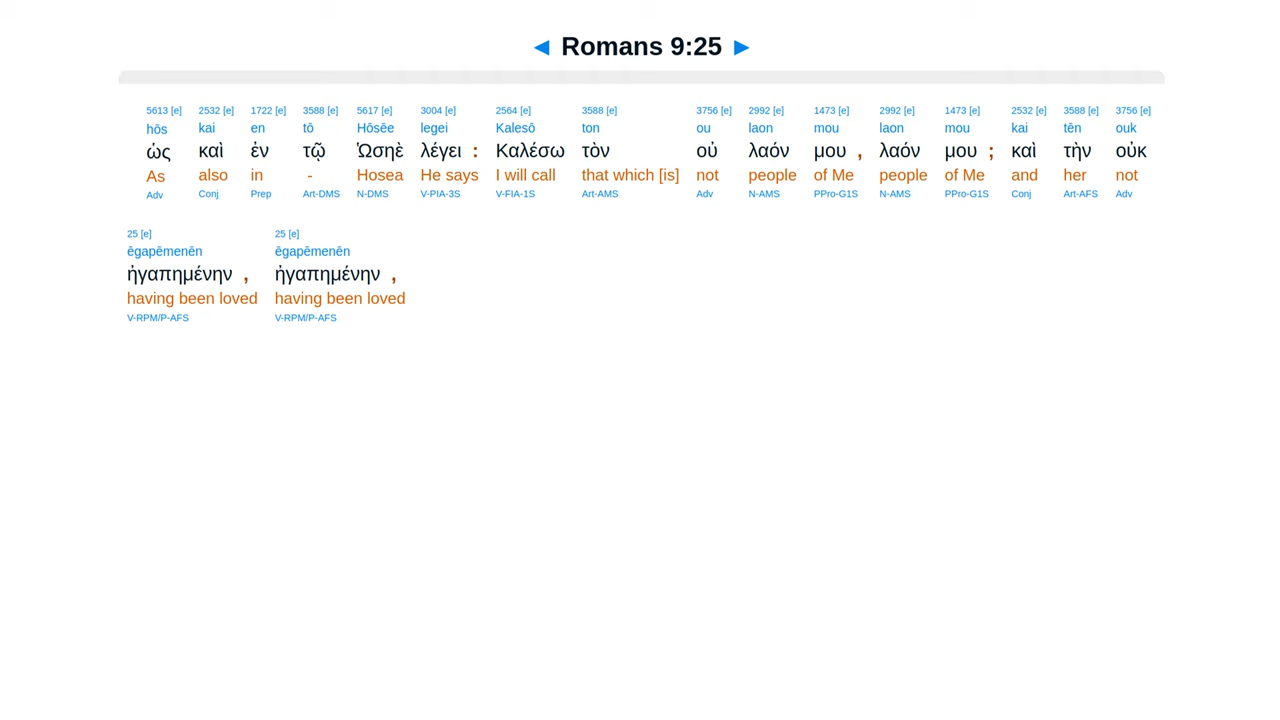 ◄ Romans 9:25 ►
5613 [e] 2532 [e] 1722 [e] 3588 [e] 5617 [e] 3004 [e] 2564 [e] 3588 [e] 3756 [e] 2992 [e] 1473 [e] 2992 [e] 1473 [e] 2532 [e] 3588 [e] 3756 [e]
hōs kai en tō Hōsēe legei Kalesō ton ou laon mou laon mou kai tēn ouk
ὡς καὶ ἐν τῷ Ὡσηὲ λέγει : Καλέσω τὸν οὐ λαόν μου , λαόν μου ; καὶ τὴν οὐκ
As also in - Hosea He says I will call that which [is] not people of Me people of Me and her not
Adv Conj Prep Art-DMS N-DMS V-PIA-3S V-FIA-1S Art-AMS Adv N-AMS PPro-G1S N-AMS PPro-G1S Conj Art-AFS Adv
25 [e] 25 [e]
ēgapēmenēn ēgapēmenēn
ἠγαπημένην , ἠγαπημένην ,
having been loved having been loved
V-RPM/P-AFS V-RPM/P-AFS